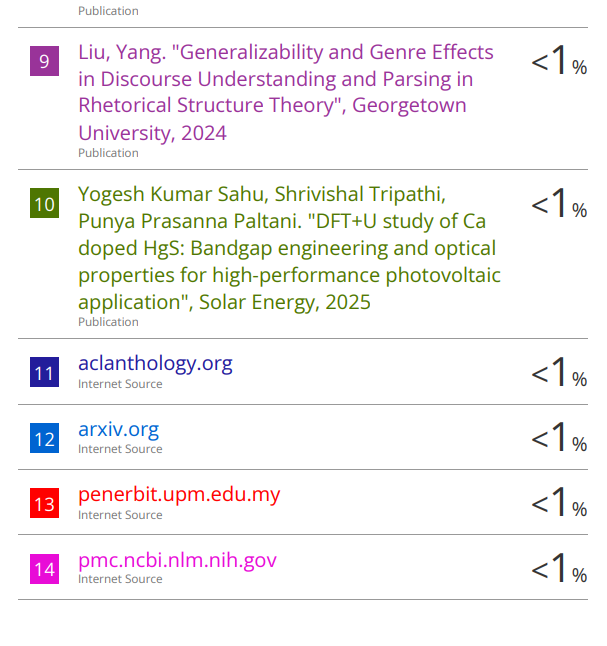 Publication
9
Liu, Yang. "Generalizability and Genre Effects
in Discourse Understanding and Parsing in
Rhetorical Structure Theory", Georgetown
University, 2024
Publication
<1%
10
Yogesh Kumar Sahu, Shrivishal Tripathi,
Punya Prasanna Paltani. "DFT+U study of Ca
doped HgS: Bandgap engineering and optical
properties for high-performance photovoltaic
application", Solar Energy, 2025
Publication
<1%
11
aclanthology.org
Internet Source
<1%
12
arxiv.org
Internet Source
<1%
13
penerbit.upm.edu.my
Internet Source
<1%
14
pmc.ncbi.nlm.nih.gov
Internet Source
<1%